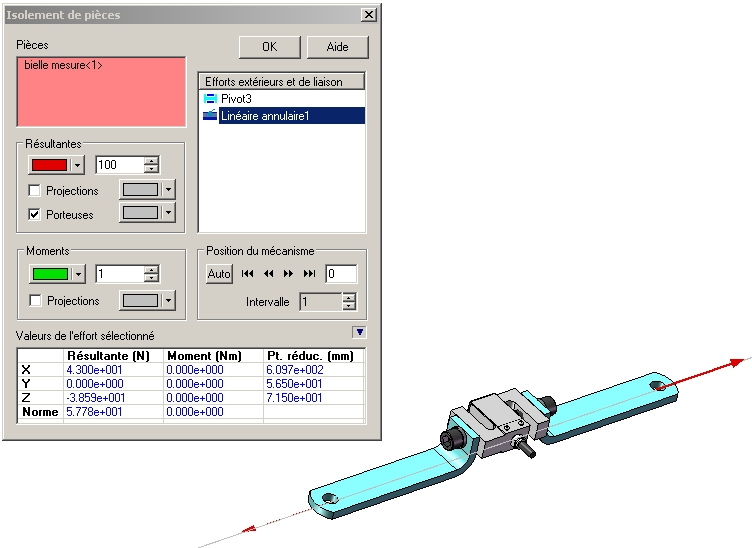 Isolement de pièces
Pièces
OK
Aide
bielle mesure<1>
Efforts extérieurs et de liaison
Pivot3
Linéaire annulaire1
Résultantes
100
Projections
Porteuses
Moments
1
Projections
Position du mécanisme
Auto
0
Intervalle
1
Valeurs de l'effort sélectionné
Résultante (N) Moment (Nm) Pt. réduc. (mm)
X 4.300e+001 0.000e+000 6.097e+002
Y 0.000e+000 0.000e+000 5.650e+001
Z -3.859e+001 0.000e+000 7.150e+001
Norme 5.778e+001 0.000e+000